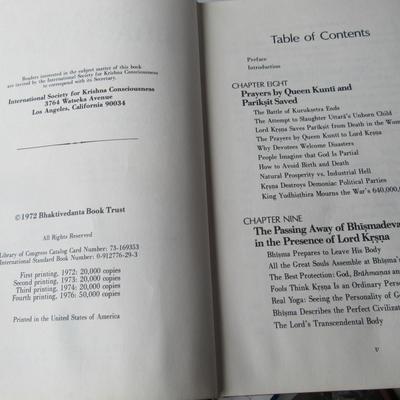 Readers interested in the subject matter of this book
are invited by the International Society for Krishna Consciousness
to correspond with its Secretary.
International Society for Krishna Consciousness
3764 Watseka Avenue
Los Angeles, California 90034
©1972 Bhaktivedanta Book Trust
All Rights Reserved
Library of Congress Catalog Card Number: 73-169353
International Standard Book Number: 0-912776-29-3
First printing, 1972: 20,000 copies
Second printing, 1973: 20,000 copies
Third printing, 1974: 20,000 copies
Fourth printing, 1976: 50,000 copies
Printed in the United States of America
Table of Contents
Preface
Introduction
CHAPTER EIGHT
Prayers by Queen Kuntī and
Parīkṣit Saved
The Battle of Kurukṣetra Ends
The Attempt to Slaughter Uttarā's Unborn Child
Lord Kṛṣṇa Saves Parīkṣit from Death in the
The Prayers by Queen Kuntī to Lord Kṛṣṇa
Why Devotees Welcome Disasters
People Imagine that God Is Partial
How to Avoid Birth and Death
Natural Prosperity vs. Industrial Hell
Kṛṣṇa Destroys Demoniac Political Parties
King Yudhiṣṭhira Mourns the War's 640,000,
CHAPTER NINE
The Passing Away of Bhīṣmadeva
in the Presence of Lord Kṛṣṇa
Bhīṣma Prepares to Leave His Body
All the Great Souls Assemble at Bhīṣma's
The Best Protection: God, Brāhmaṇas and
Fools Think Kṛṣṇa Is an Ordinary
Real Yoga: Seeing the Personality of
Bhīṣma Describes the Perfect
The Lord's Transcendental Body
v